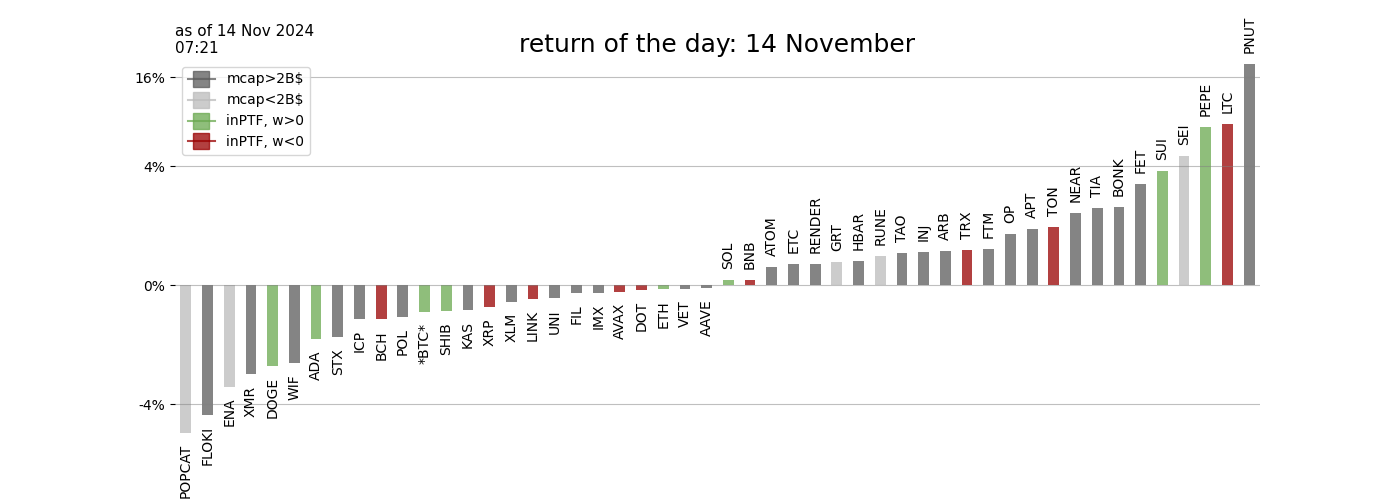 as of 14 Nov 2024
07:21
return of the day: 14 November
mcap>2B$
mcap<2B$
inPTF, w>0
inPTF, w<0
16%
4%
0%
-4%
POPCAT
FLOKI
ENA
XMR
DOGE
WIF
ADA
STX
ICP
BCH
POL
*BTC*
SHIB
KAS
XRP
XLM
LINK
UNI
FIL
IMX
AVAX
DOT
ETH
VET
AAVE
SOL
BNB
ATOM
ETC
RENDER
GRT
HBAR
RUNE
TAO
INJ
ARB
TRX
FTM
OP
APT
TON
NEAR
TIA
BONK
FET
SUI
SEI
PEPE
LTC
PNUT